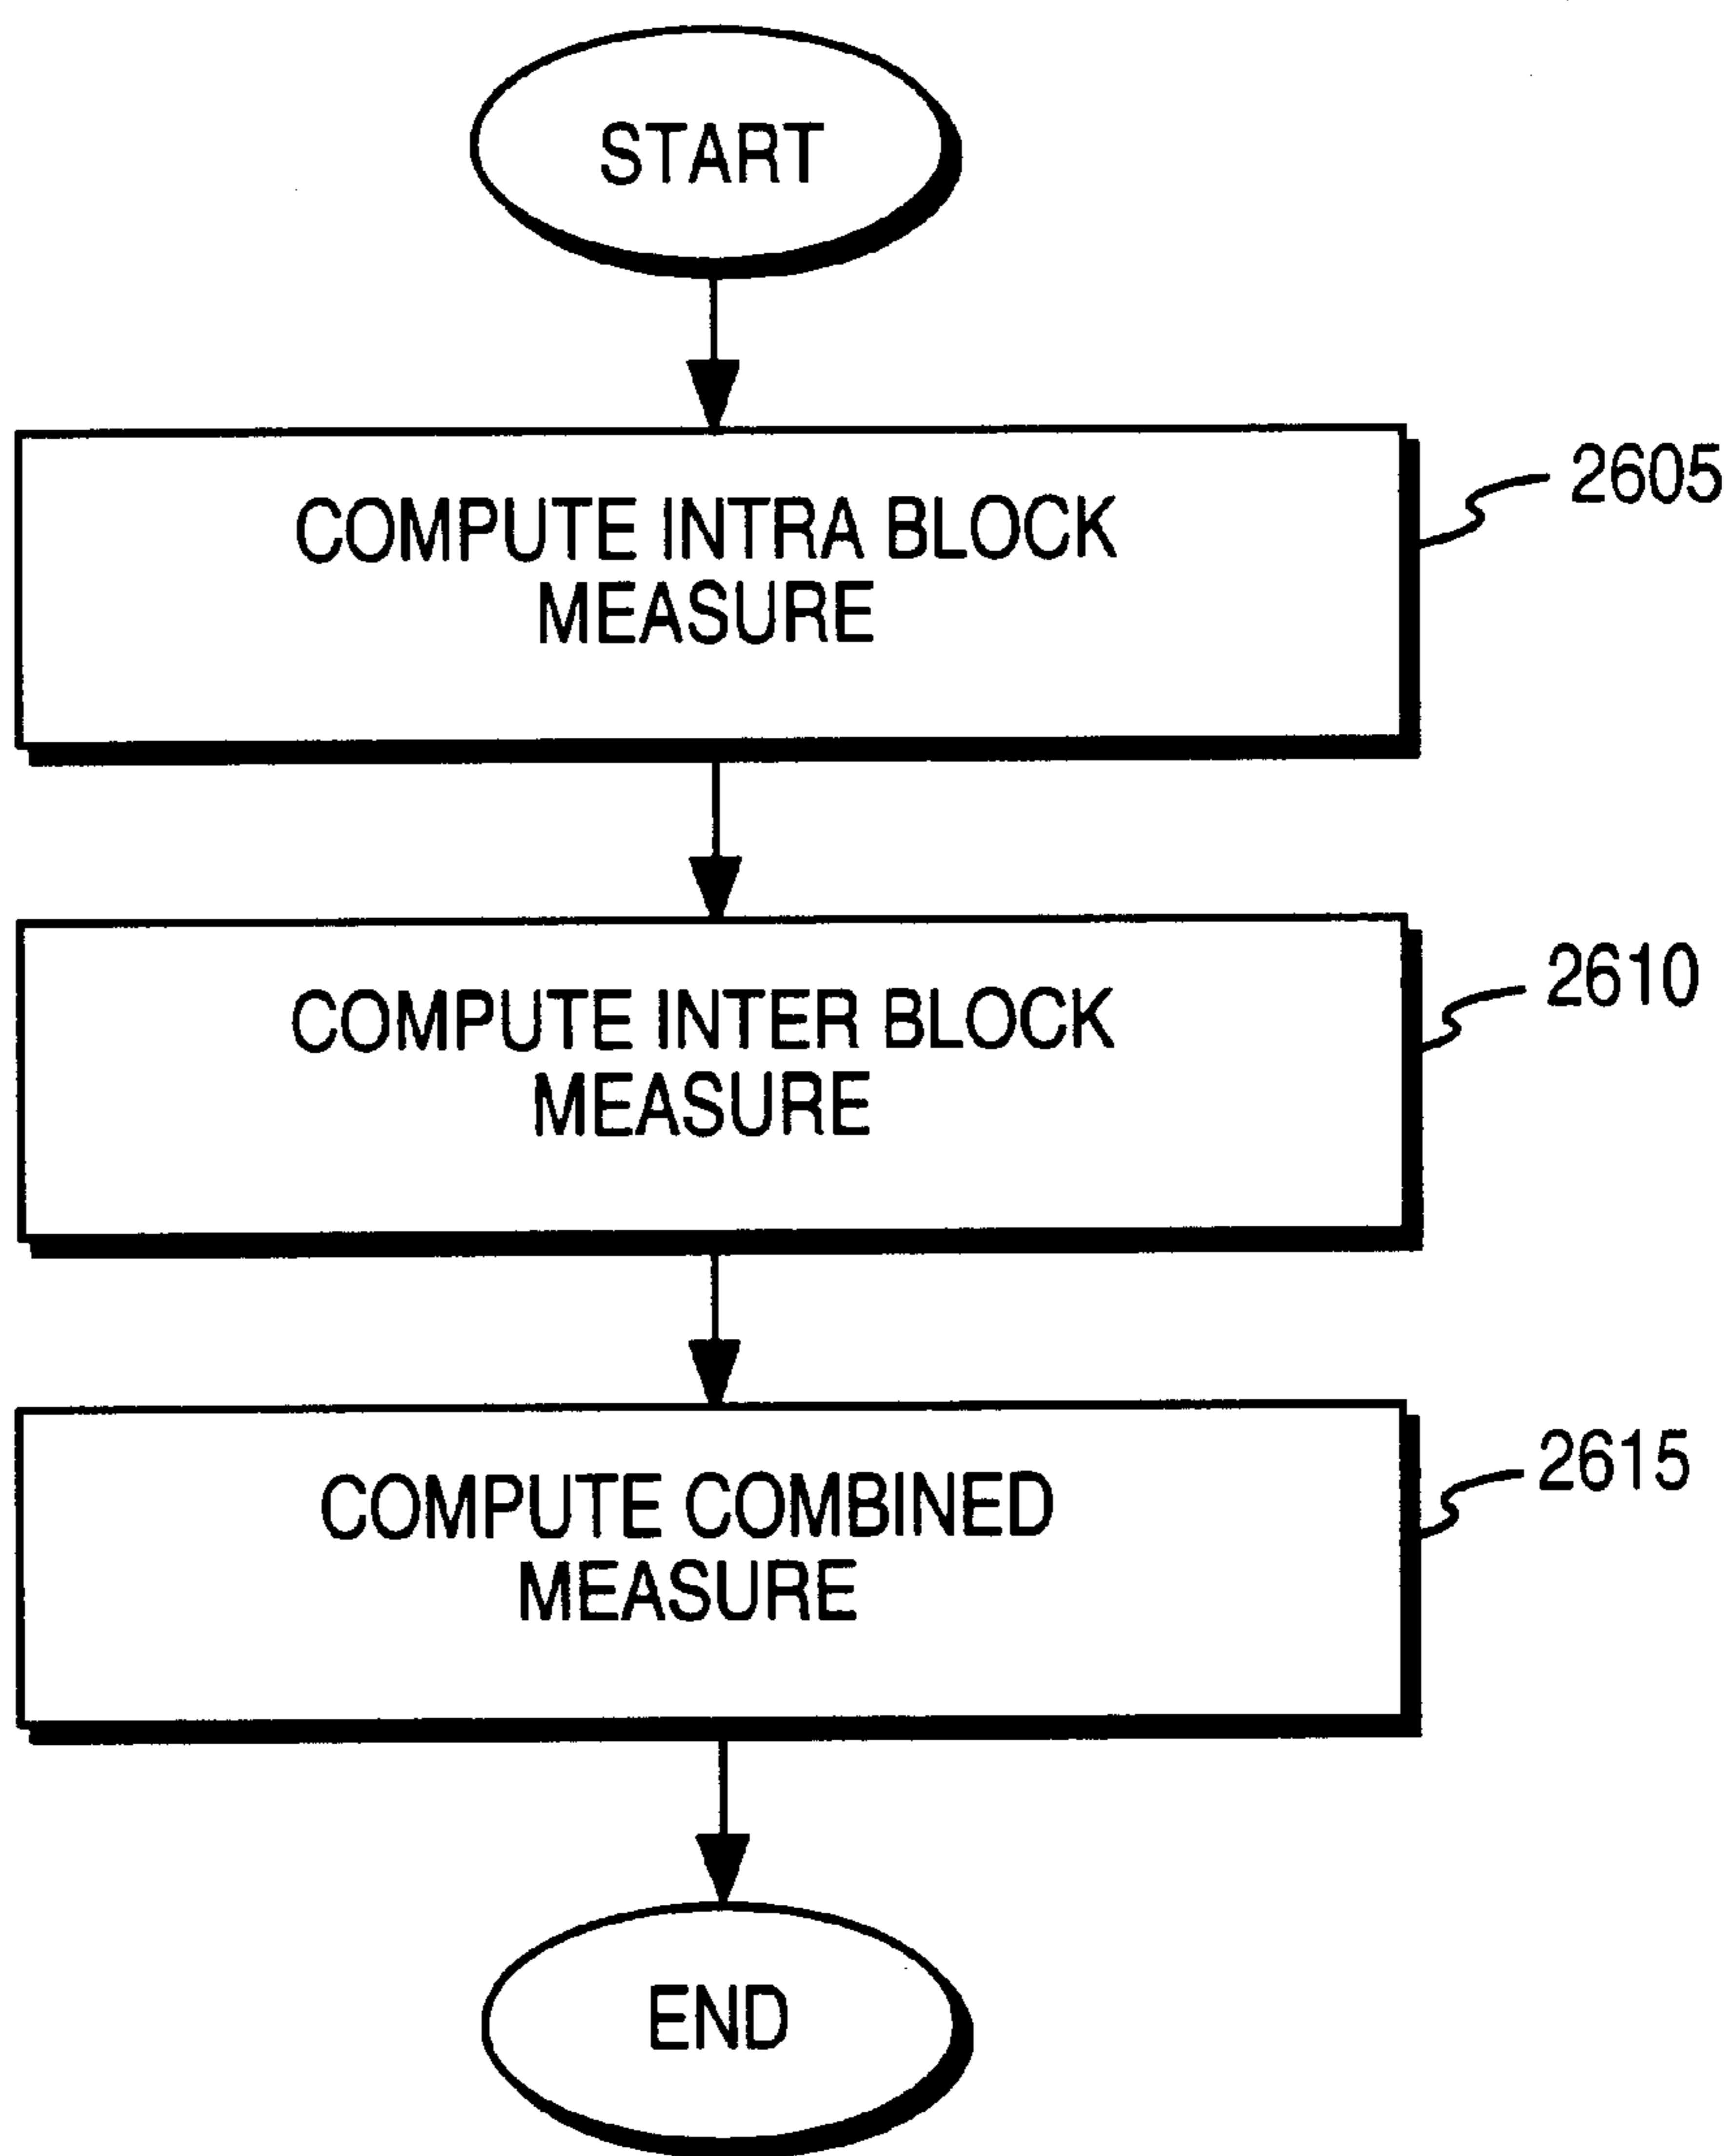 START
COMPUTE INTRA BLOCK
MEASURE
2605
COMPUTE INTER BLOCK
MEASURE
2610
COMPUTE COMBINED
MEASURE
2615
END